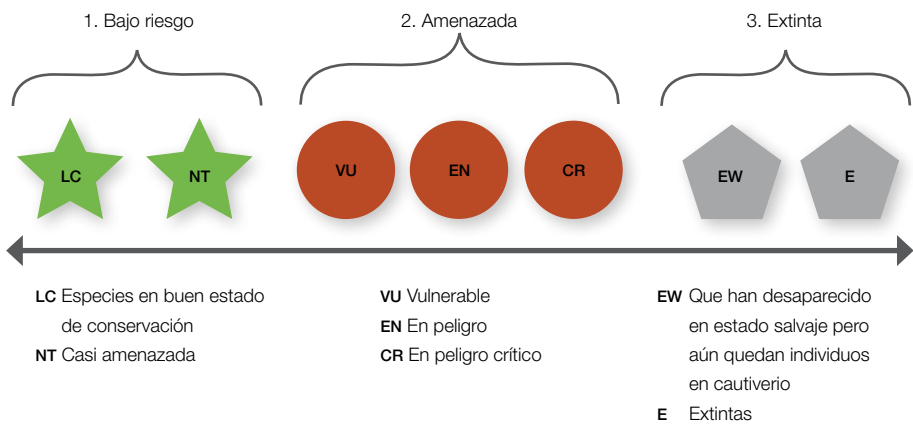 1. Bajo riesgo
2. Amenazada
3. Extinta
LC
NT
VU
EN
CR
EW
E
LC Especies en buen estado
de conservación
NT Casi amenazada
VU Vulnerable
EN En peligro
CR En peligro crítico
EW Que han desaparecido
en estado salvaje pero
aún quedan individuos
en cautiverio
E Extintas